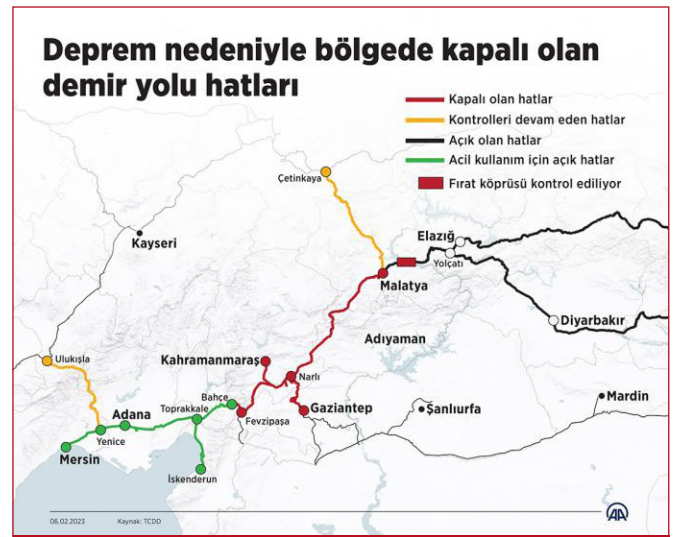 Deprem nedeniyle bölgede kapalı olan
demir yolu hatları
Kapalı olan hatlar
Kontrolleri devam eden hatlar
Açık olan hatlar
Acil kullanım için açık hatlar
Fırat köprüsü kontrol ediliyor
Çetinkaya
Kayseri
Elazığ
Yolçatı
Malatya
Diyarbakır
Adıyaman
Ulukışla
Kahramanmaraş
Narlı
Mardin
Bahçe
Toprakkale
Gaziantep
Şanlıurfa
Adana
Fevzipaşa
Yenice
Mersin
İskenderun
06.02.2023
Kaynak: TCDD
AA